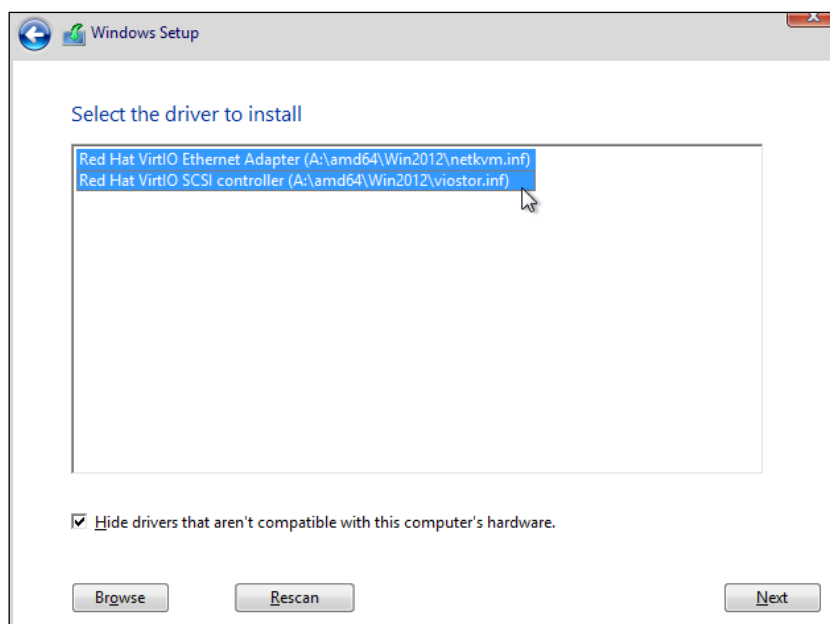 Windows Setup
Select the driver to install
Red Hat VirtIO Ethernet Adapter (A:\amd64\Win2012\netkvm.inf)
Red Hat VirtIO SCSI controller (A:\amd64\Win2012\viostor.inf)
Hide drivers that aren't compatible with this computer's hardware.
Browse Rescan Next